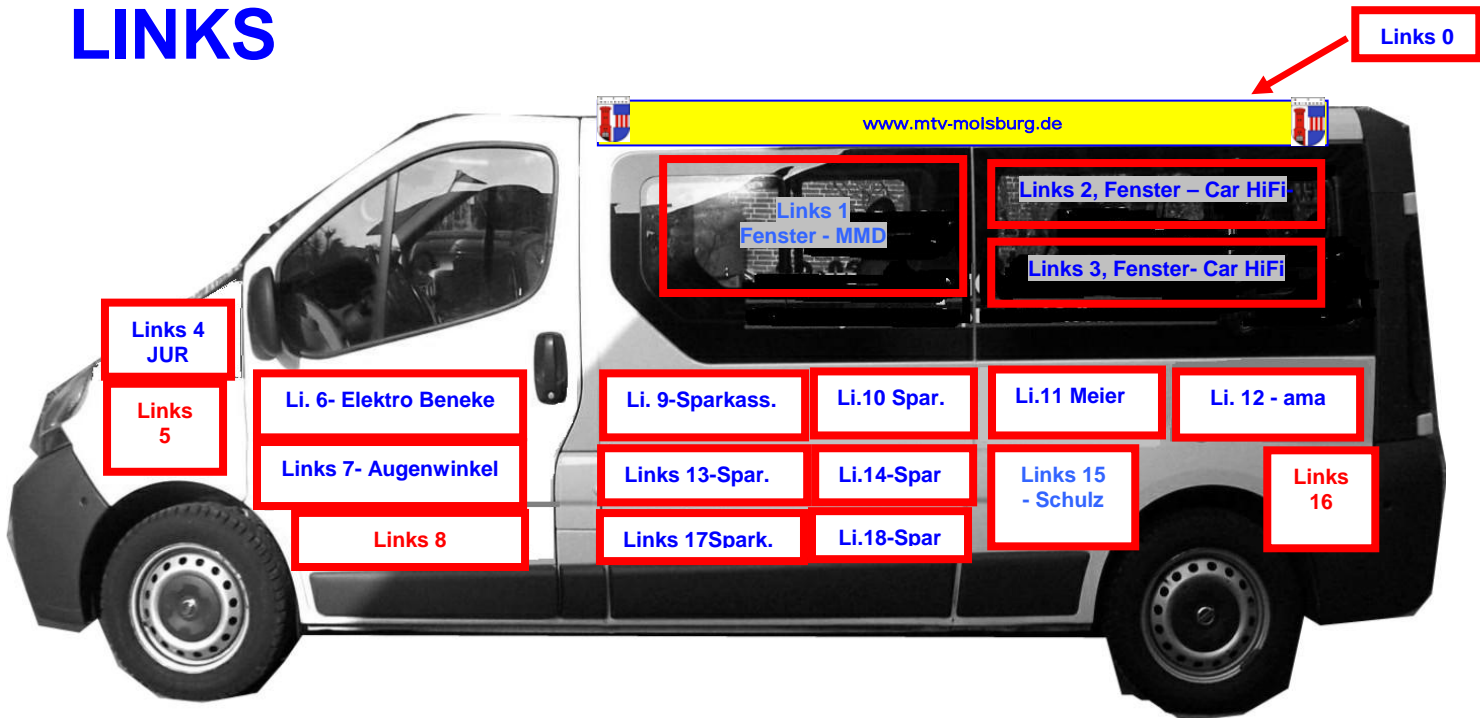 LINKS
Links 0
www.mtv-moisburg.de
Links 1
Fenster - MMD
Links 2, Fenster – Car HiFi-
Links 3, Fenster- Car HiFi
Links 4
JUR
Links
5
Li. 6- Elektro Beneke
Li. 9-Sparkass.
Li.10 Spar.
Li.11 Meier
Li. 12 - ama
Links 7- Augenwinkel
Links 13-Spar.
Li.14-Spar
Links 15
- Schulz
Links
16
Links 8
Links 17Spark.
Li.18-Spar